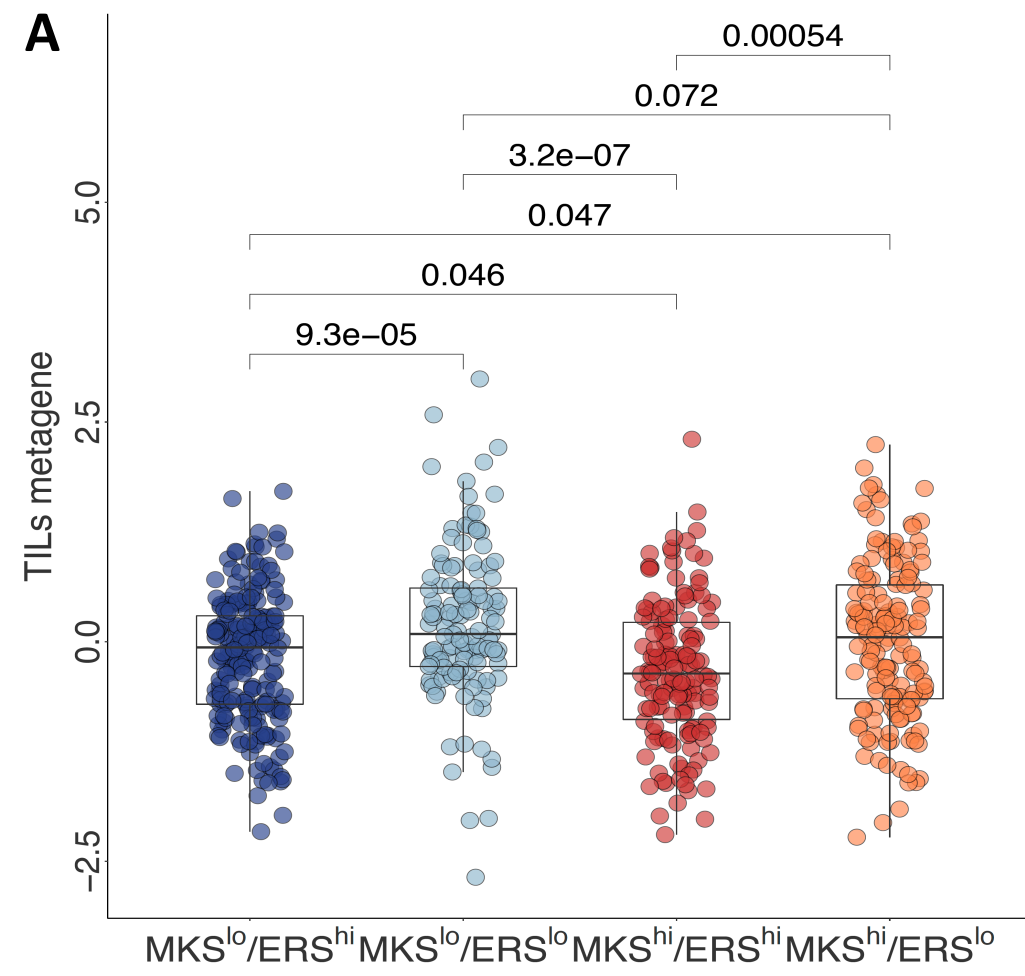 A
0.00054
0.072
3.2e−07
0.047
0.046
9.3e−05
TILs metagene
5.0
2.5
0.0
−2.5
MKSˡᵒ/ERSʰⁱ MKSˡᵒ/ERSˡᵒ MKSʰⁱ/ERSʰⁱ MKSʰⁱ/ERSˡᵒ